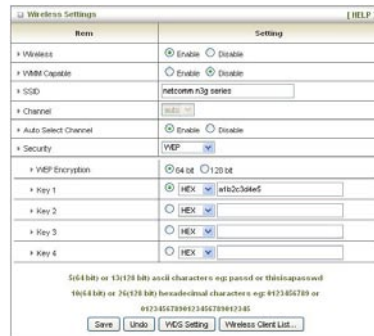 Wireless Settings [ HELP ]
Item Setting
Wireless Enable Disable
WMM Capable Enable Disable
SSID netcomm n3g series
Channel auto
Auto Select Channel Enable Disable
Security WEP
WEP Encryption 64 bit 128 bit
Key 1 HEX a1b2c3d4e5
Key 2 HEX
Key 3 HEX
Key 4 HEX
5(64 bit) or 13(128 bit) ascii characters eg: passd or thisisapasswd
10(64 bit) or 26(128 bit) hexadecimal characters eg: 0123456789 or
01234567890123456789012345
Save Undo WDS Setting Wireless Client List...